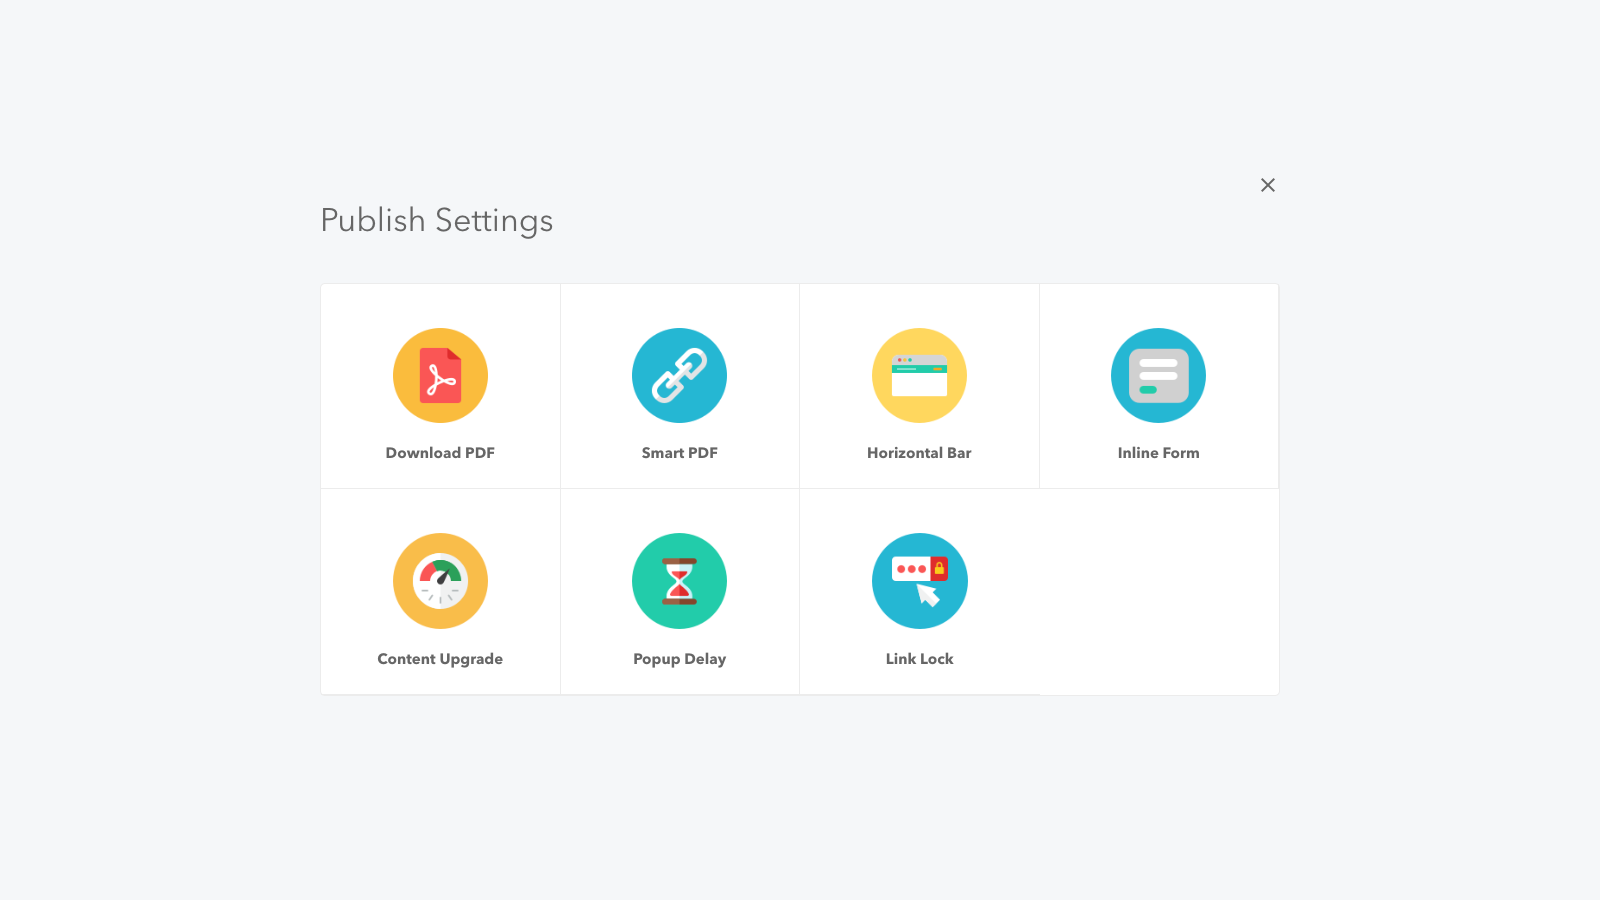 Publish Settings
Download PDF
Smart PDF
Horizontal Bar
Inline Form
Content Upgrade
Popup Delay
Link Lock